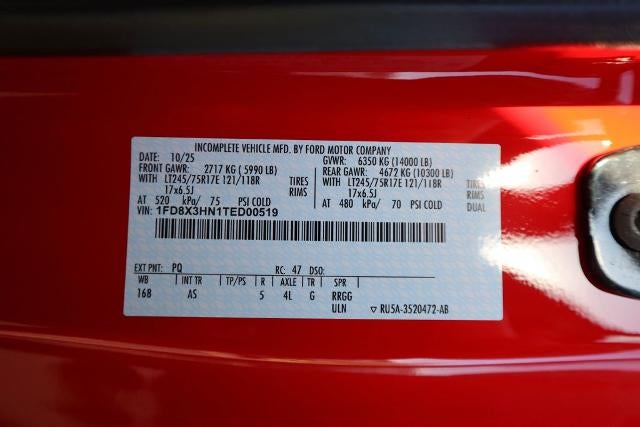 INCOMPLETE VEHICLE MFD. BY FORD MOTOR COMPANY
DATE 10/25 GVWR: 6350 KG (14000 LB)
FRONT GAWR: 2717 KG ( 5990 LB) REAR GAWR: 4672 KG (10300 LB)
WITH LT245/75R17E 121/118R TIRES WITH LT245/75R17E 121/118R TIRES
17x6.5J RIMS 17x6.5J RIMS
AT 520 kPa/ 75 PSI COLD AT 480 kPa/ 70 PSI COLD DUAL
VIN: 1FD8X3HN1TED00519
EXT PNT: PQ RC: 47 DSO:
WB INT TR TP/PS R AXLE TR SPR
168 AS 5 4L G RRGG
ULN ▽ RU5A-3520472-AB